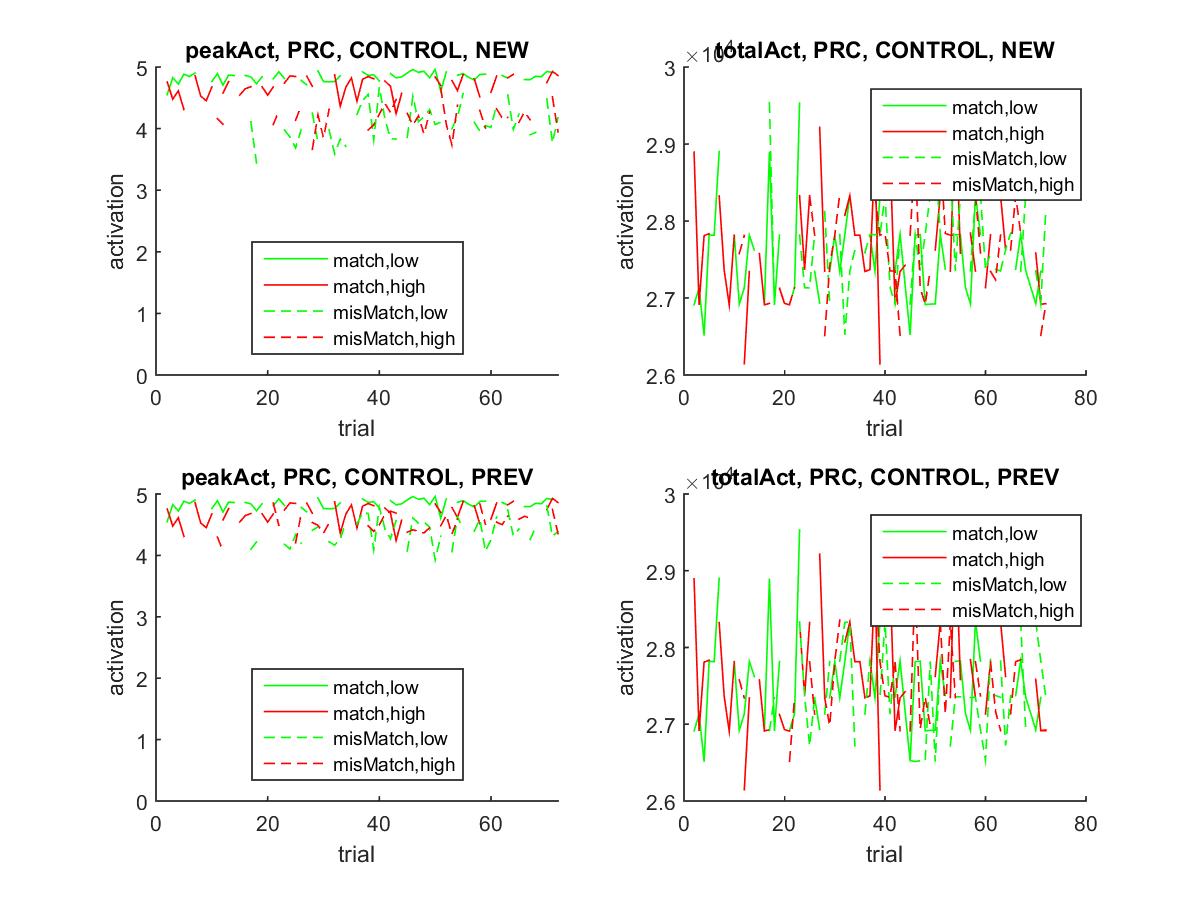 peakAct, PRC, CONTROL, NEW
5
4
3
2
1
0
activation
match,low
match,high
misMatch,low
misMatch,high
0 20 40 60
trial
×10^4
totalAct, PRC, CONTROL, NEW
3
2.9
2.8
2.7
2.6
activation
match,low
match,high
misMatch,low
misMatch,high
0 20 40 60 80
trial
peakAct, PRC, CONTROL, PREV
5
4
3
2
1
0
activation
match,low
match,high
misMatch,low
misMatch,high
0 20 40 60
trial
×10^4
totalAct, PRC, CONTROL, PREV
3
2.9
2.8
2.7
2.6
activation
match,low
match,high
misMatch,low
misMatch,high
0 20 40 60 80
trial